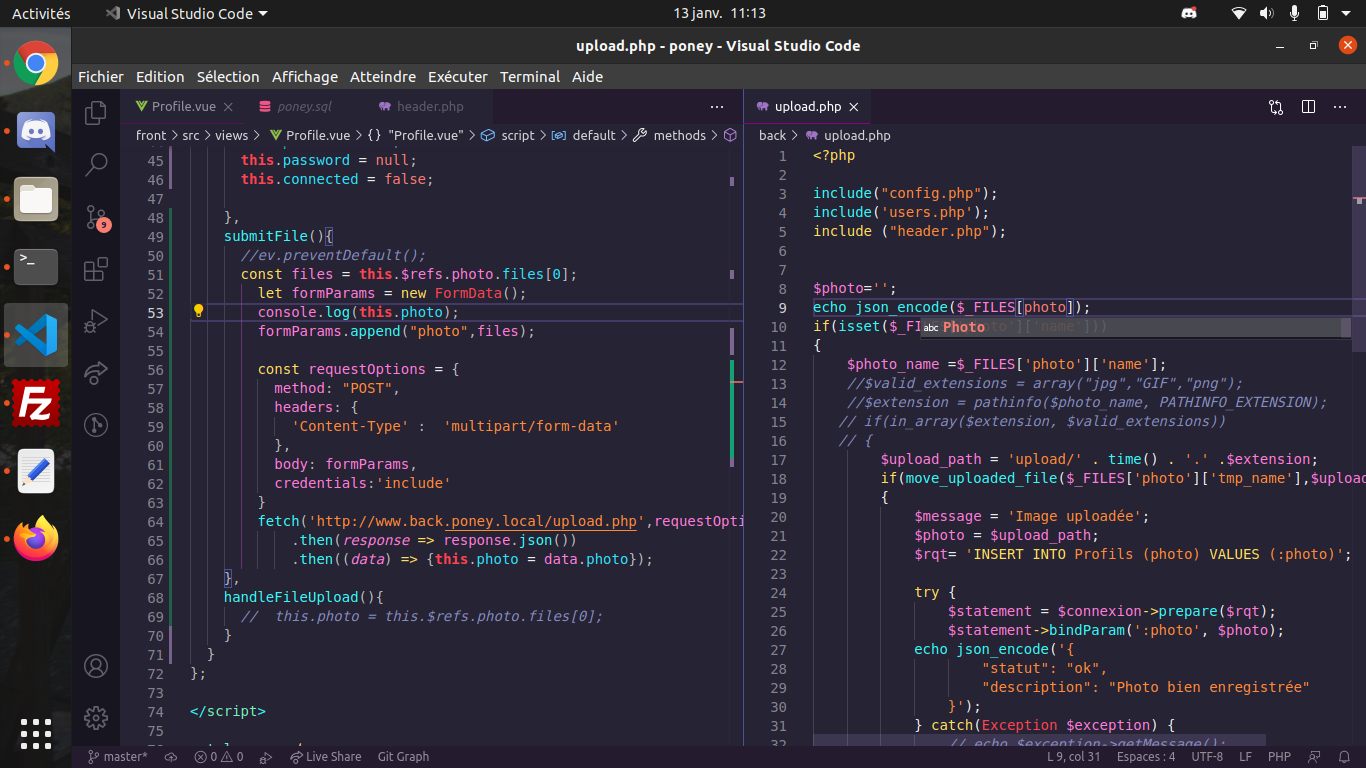 Activités
Visual Studio Code
13 janv. 11:13
upload.php - poney - Visual Studio Code
Fichier Edition Sélection Affichage Atteindre Exécuter Terminal Aide
Profile.vue
poney.sql
header.php
front > src > views > Profile.vue > {} "Profile.vue" > script > default > methods >
45 this.password = null;
46 this.connected = false;
47
48 },
49 submitFile(){
50 //ev.preventDefault();
51 const files = this.$refs.photo.files[0];
52 let formParams = new FormData();
53 console.log(this.photo);
54 formParams.append("photo",files);
55
56 const requestOptions = {
57 method: "POST",
58 headers: {
59 'Content-Type' : 'multipart/form-data'
60 },
61 body: formParams,
62 credentials:'include'
63 }
64 fetch('http://www.back.poney.local/upload.php',requestOpti
65 .then(response => response.json())
66 .then((data) => {this.photo = data.photo});
67 },
68 handleFileUpload(){
69 // this.photo = this.$refs.photo.files[0];
70 }
71 }
72 };
73
74 </script>
75
upload.php
back > upload.php
1 <?php
2
3 include("config.php");
4 include('users.php');
5 include ("header.php");
6
7
8 $photo='';
9 echo json_encode($_FILES[photo]);
10 if(isset($_FI
abc Photo
11 {
12 $photo_name =$_FILES['photo']['name'];
13 //$valid_extensions = array("jpg","GIF","png");
14 //$extension = pathinfo($photo_name, PATHINFO_EXTENSION);
15 // if(in_array($extension, $valid_extensions))
16 // {
17 $upload_path = 'upload/' . time() . '.' .$extension;
18 if(move_uploaded_file($_FILES['photo']['tmp_name'],$upload
19 {
20 $message = 'Image uploadée';
21 $photo = $upload_path;
22 $rqt= 'INSERT INTO Profils (photo) VALUES (:photo)';
23
24 try {
25 $statement = $connexion->prepare($rqt);
26 $statement->bindParam(':photo', $photo);
27 echo json_encode('{
28 "statut": "ok",
29 "description": "Photo bien enregistrée"
30 }');
31 } catch(Exception $exception) {
32 // echo $exception->getMessage();
9
master*
0 0
Live Share
Git Graph
L 9, col 31
Espaces : 4
UTF-8
LF
PHP